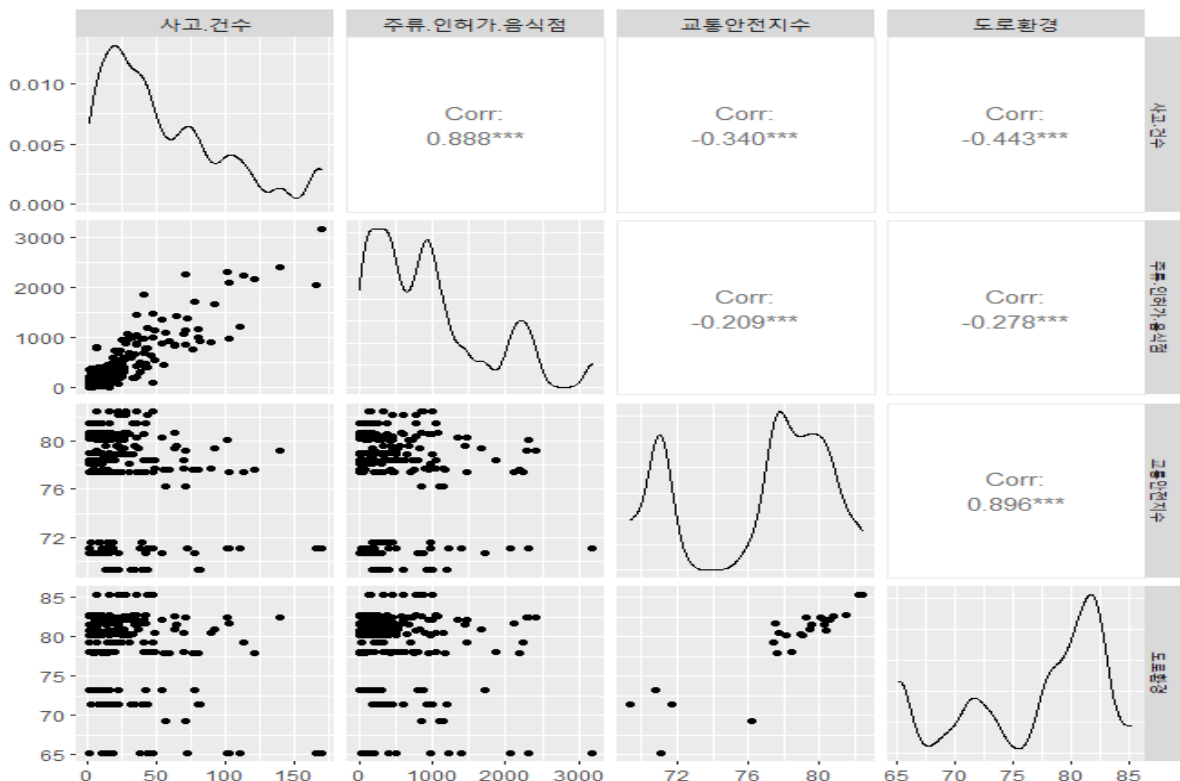 사고.건수 주류.인허가.음식점 교통안전지수 도로환경
0.010
0.005
0.000
Corr:
0.888***
Corr:
-0.340***
Corr:
-0.443***
사고.건수
3000
2000
1000
0
Corr:
-0.209***
Corr:
-0.278***
주류.인허가.음식점
80
76
72
Corr:
0.896***
교통안전지수
85
80
75
70
65
도로환경
0 50 100 150 0 1000 2000 3000 72 76 80 65 70 75 80 85